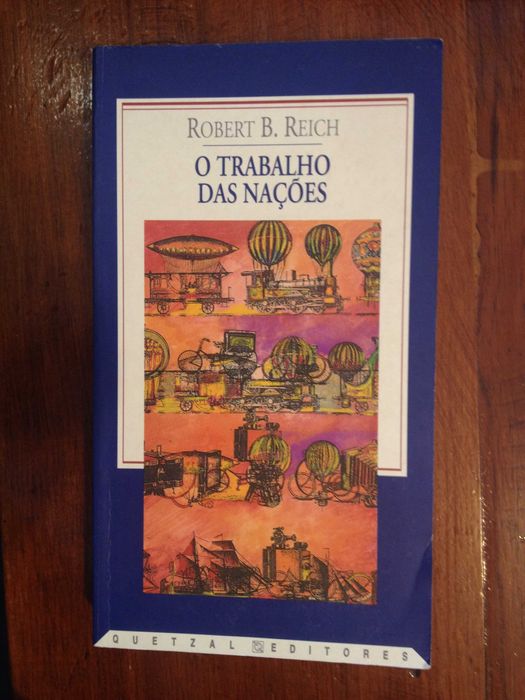 ROBERT B. REICH
O TRABALHO
DAS NAÇÕES
QUETZAL EDITORES